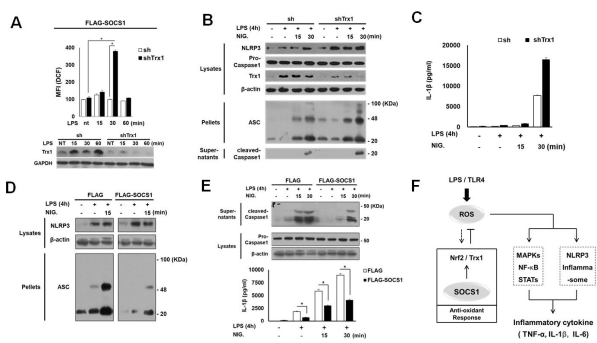 A
FLAG-SOCS1
sh
shTrx1
MFI (DCF)
500
400
300
200
100
0
*
LPS nt 15 30 60 (min)
sh shTrx1
LPS NT 15 30 60 NT 15 30 60 (min)
Trx1
GAPDH
B
sh shTrx1
LPS (4h) - + + + - + + +
NIG. - - 15 30 - - 15 30 (min)
Lysates
NLRP3
Pro-Caspase1
Trx1
β-actin
Pellets
ASC
- 100 (KDa)
- 48
- 20
Super-natants
cleaved-Caspase1
- 20
C
sh
shTrx1
IL-1β (pg/ml)
20000
15000
10000
5000
0
LPS (4h) - + + +
NIG. - - 15 30 (min)
D
FLAG FLAG-SOCS1
LPS (4h) - + + - + +
NIG. - - 15 - - 15 (min)
Lysates
NLRP3
β-actin
Pellets
ASC
- 100 (KDa)
- 48
- 20
E
FLAG FLAG-SOCS1
LPS (4h) - + + + - + + +
NIG. - - 15 30 - - 15 30 (min)
Super-natants
cleaved-Caspase1
- 50 (KDa)
- 20
Lysates
Pro-Caspase1
β-actin
FLAG
FLAG-SOCS1
IL-1β (pg/ml)
10000
8000
6000
4000
2000
0
* * *
LPS (4h) - + + +
NIG. - - 15 30 (min)
F
LPS / TLR4
ROS
Nrf2 / Trx1
SOCS1
Anti-oxidant
Response
MAPKs
NF-κB
STATs
NLRP3
Inflamma
-some
Inflammatory cytokine
( TNF-α, IL-1β, IL-6)